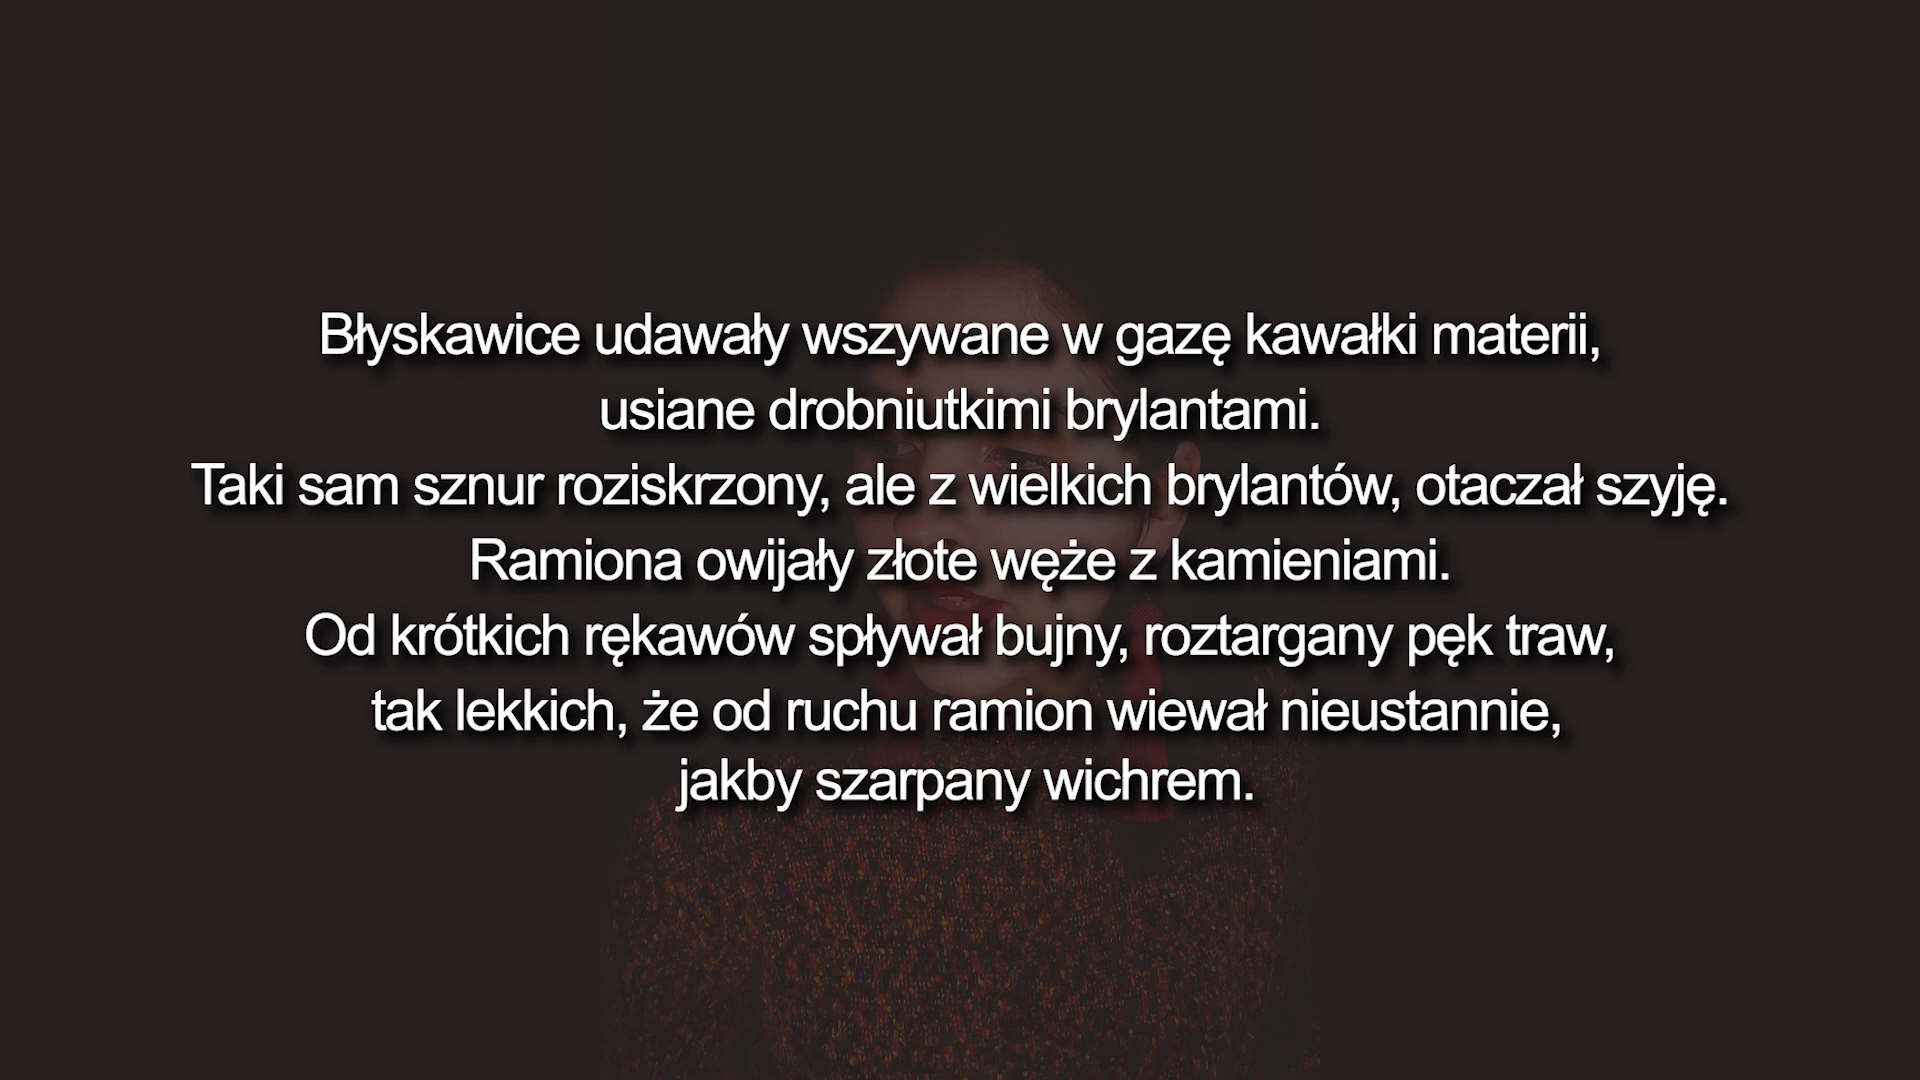 Błyskawice udawały wszywane w gazę kawałki materii,
usiane drobniutkimi brylantami.
Taki sam sznur roziskrzony, ale z wielkich brylantów, otaczał szyję.
Ramiona owijały złote węże z kamieniami.
Od krótkich rękawów spływał bujny, roztargany pęk traw,
tak lekkich, że od ruchu ramion wiewał nieustannie,
jakby szarpany wichrem.